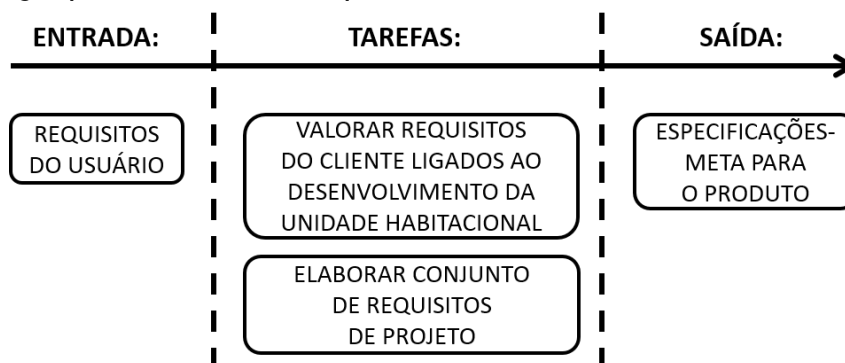 ENTRADA:
TAREFAS:
SAÍDA:
REQUISITOS
DO USUÁRIO
VALORAR REQUISITOS
DO CLIENTE LIGADOS AO
DESENVOLVIMENTO DA
UNIDADE HABITACIONAL
ELABORAR CONJUNTO
DE REQUISITOS
DE PROJETO
ESPECIFICAÇÕES-
META PARA
O PRODUTO